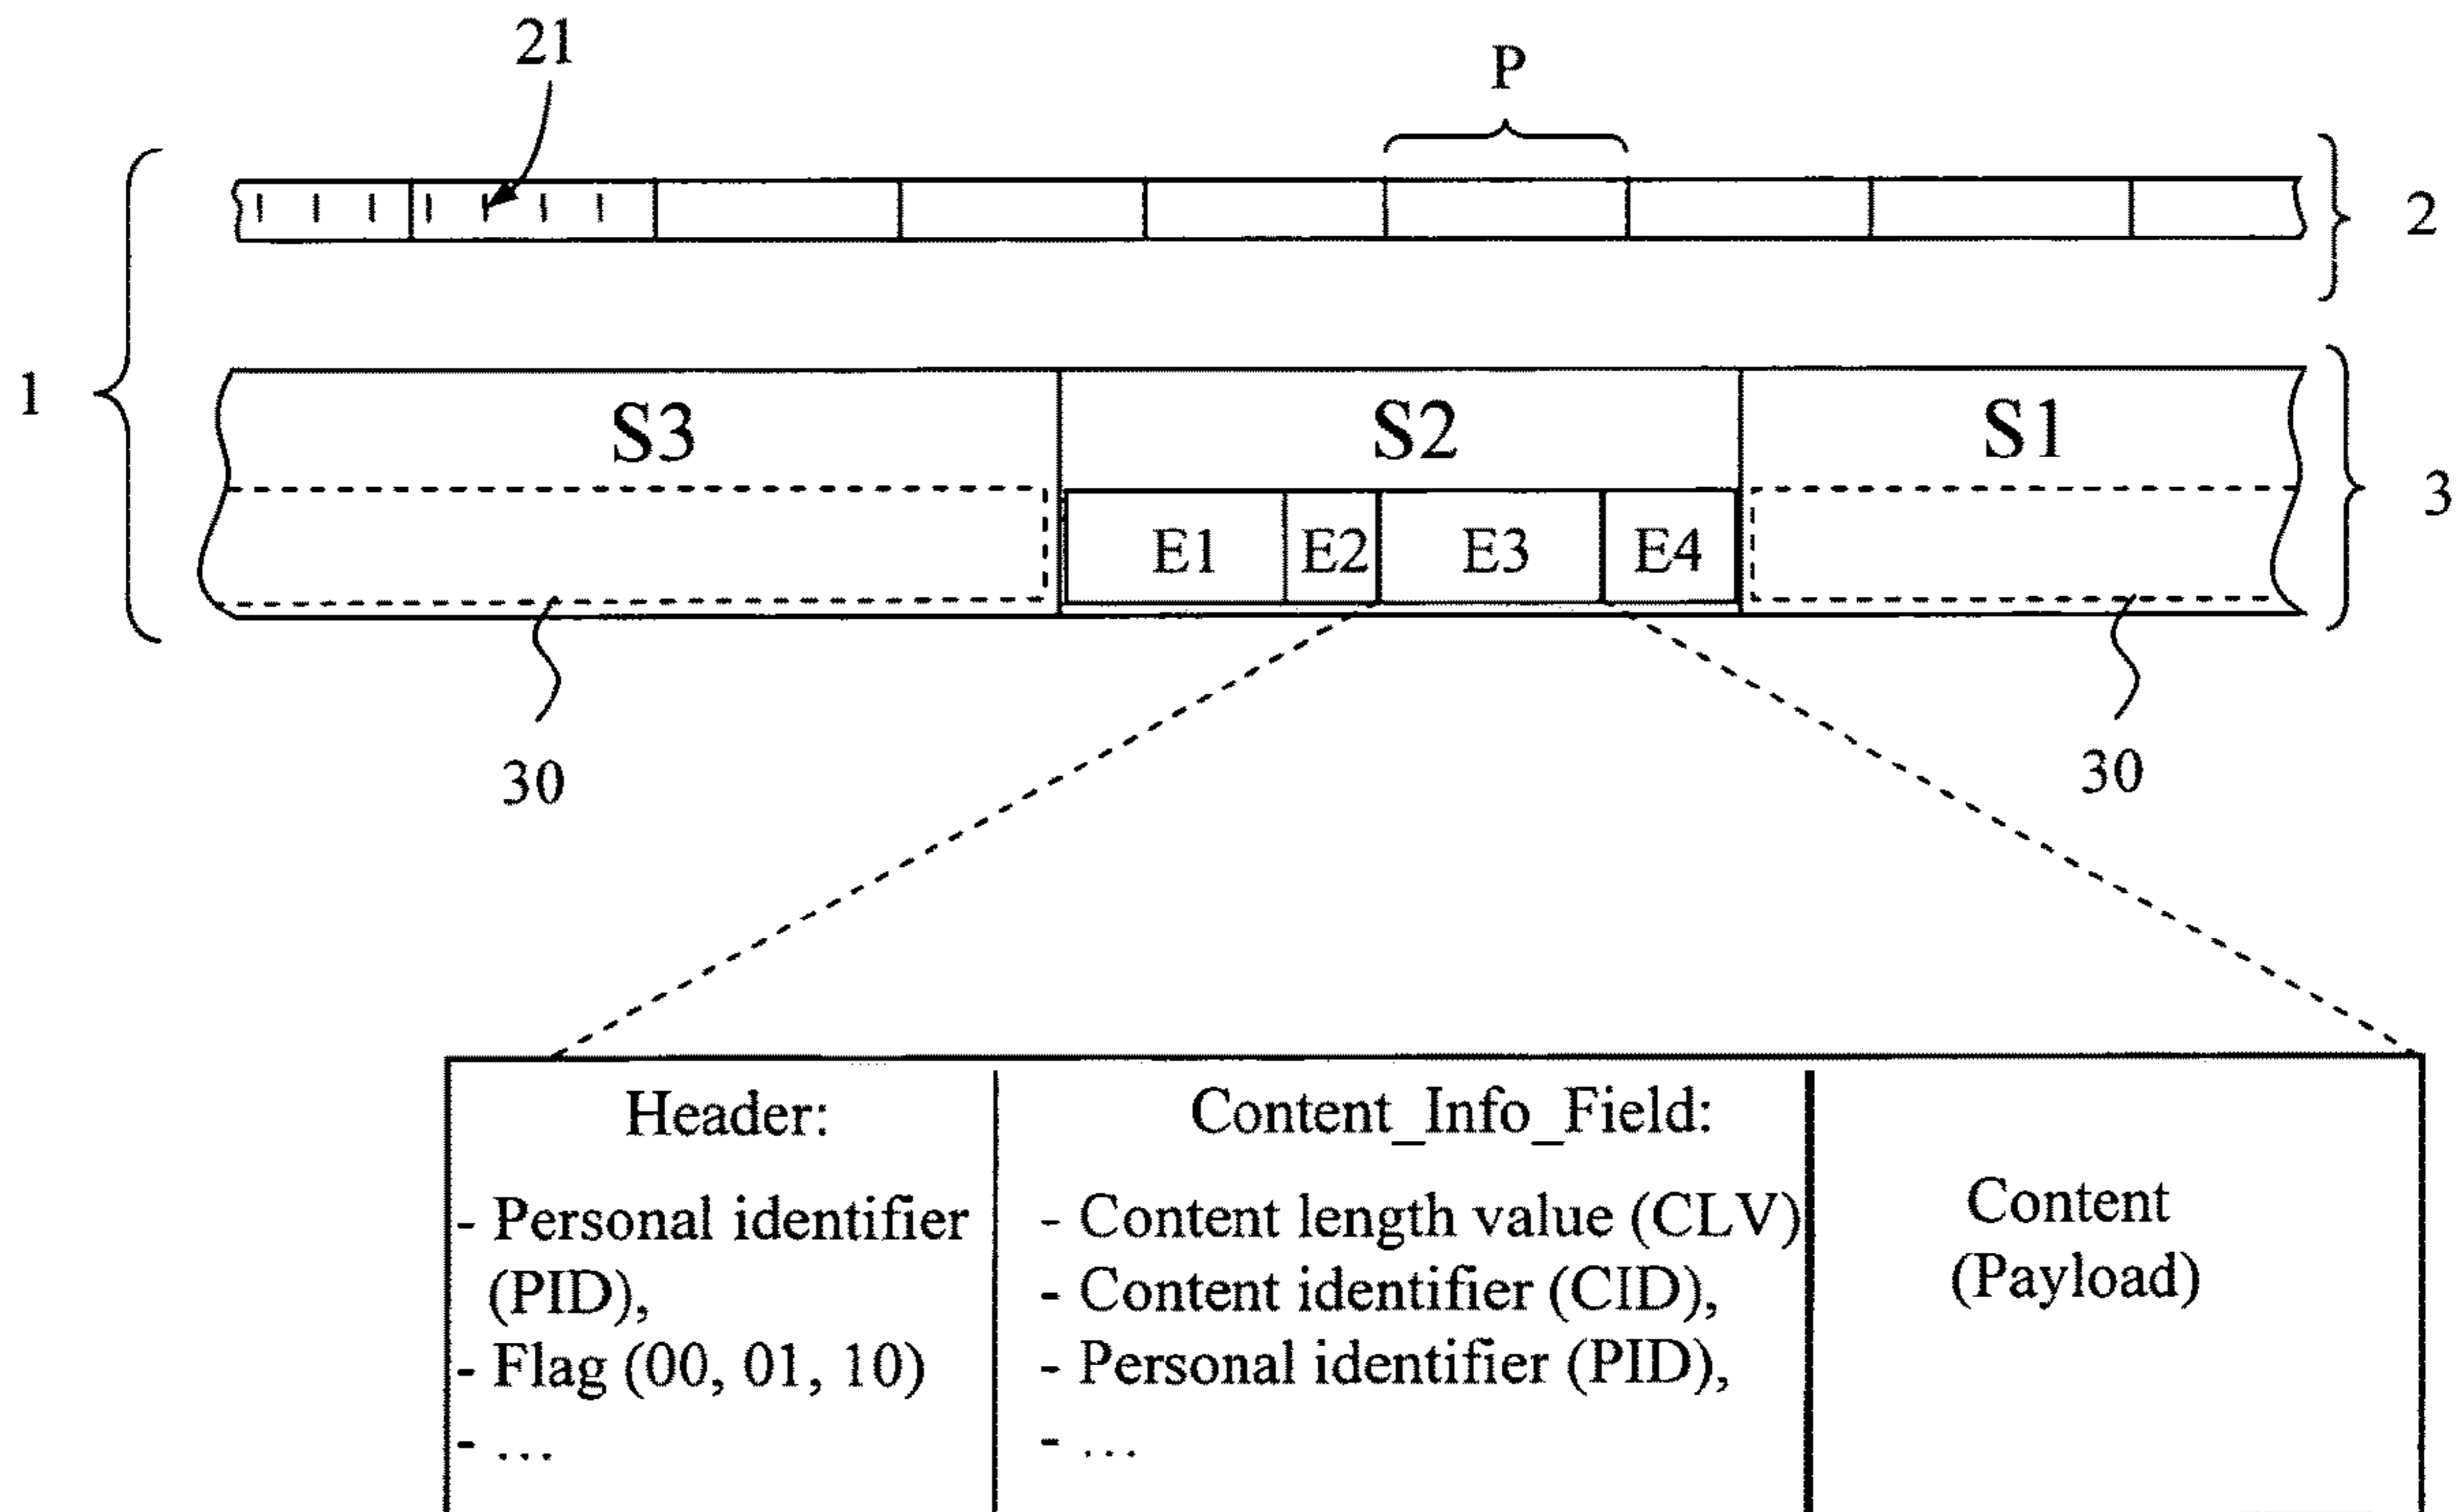 21
P
2
1
S3
S2
S1
3
E1
E2
E3
E4
30
30
Header:
- Personal identifier
(PID),
- Flag (00, 01, 10)
- ...
Content_Info_Field:
- Content length value (CLV)
- Content identifier (CID),
- Personal identifier (PID),
- ...
Content
(Payload)